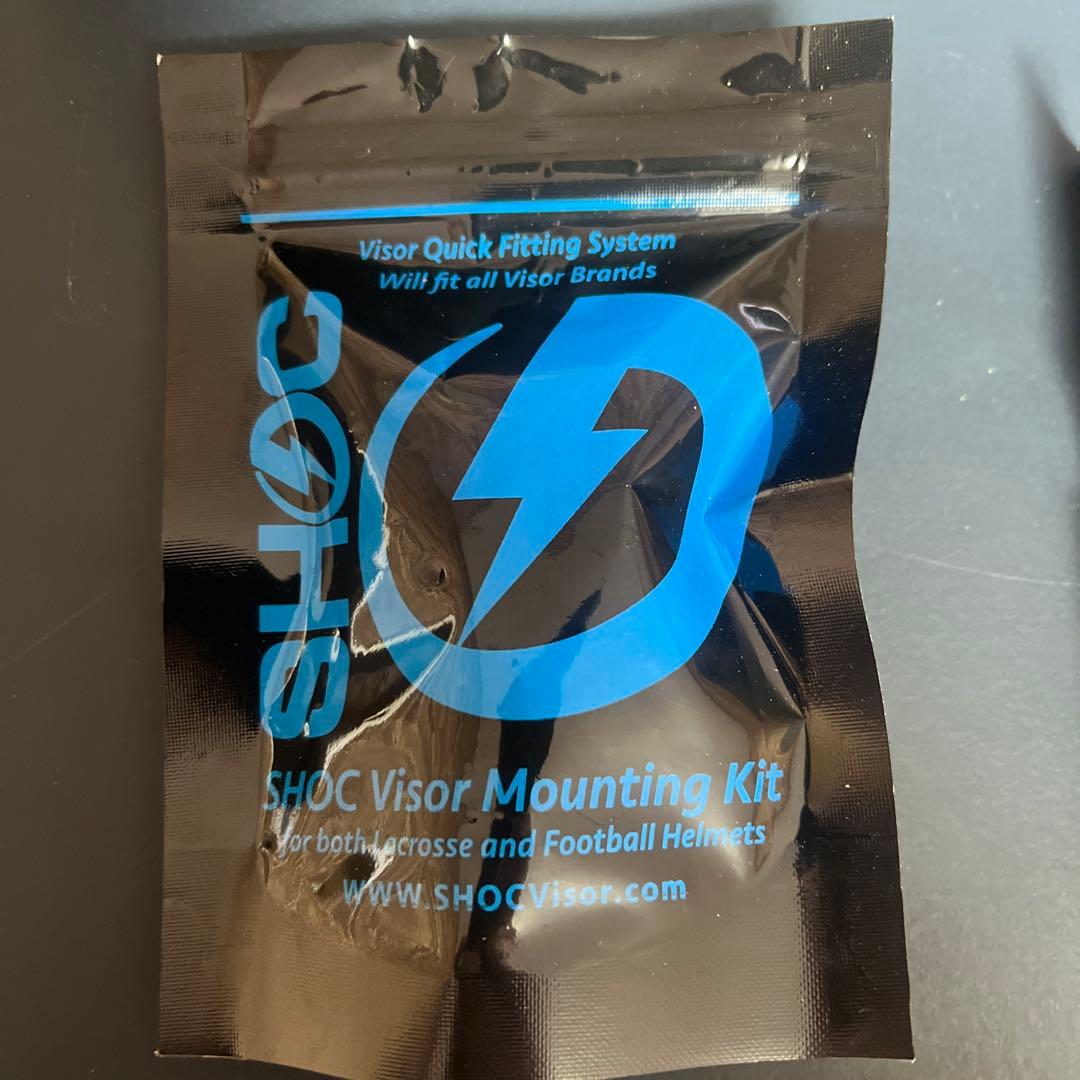 Visor Quick Fitting System
Will fit all Visor Brands
SHOC
SHOC Visor Mounting Kit
for both Lacrosse and Football Helmets
www.SHOCVisor.com